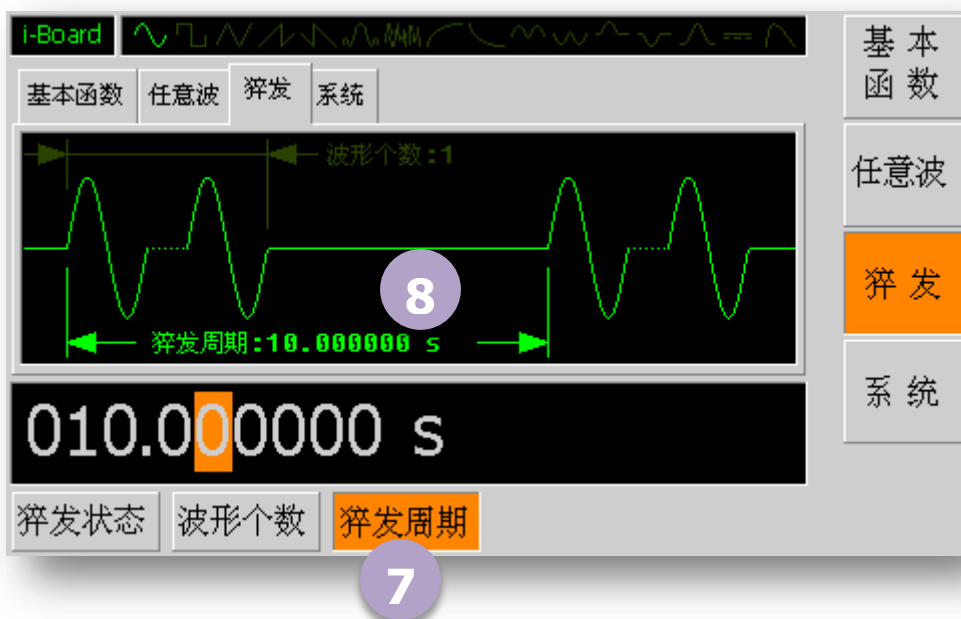 i-Board
基本函数 任意波 猝发 系统
波形个数:1
8
猝发周期:10.000000 s
010.000000 s
猝发状态 波形个数 猝发周期
7
基 本
函 数
任意波
猝 发
系 统